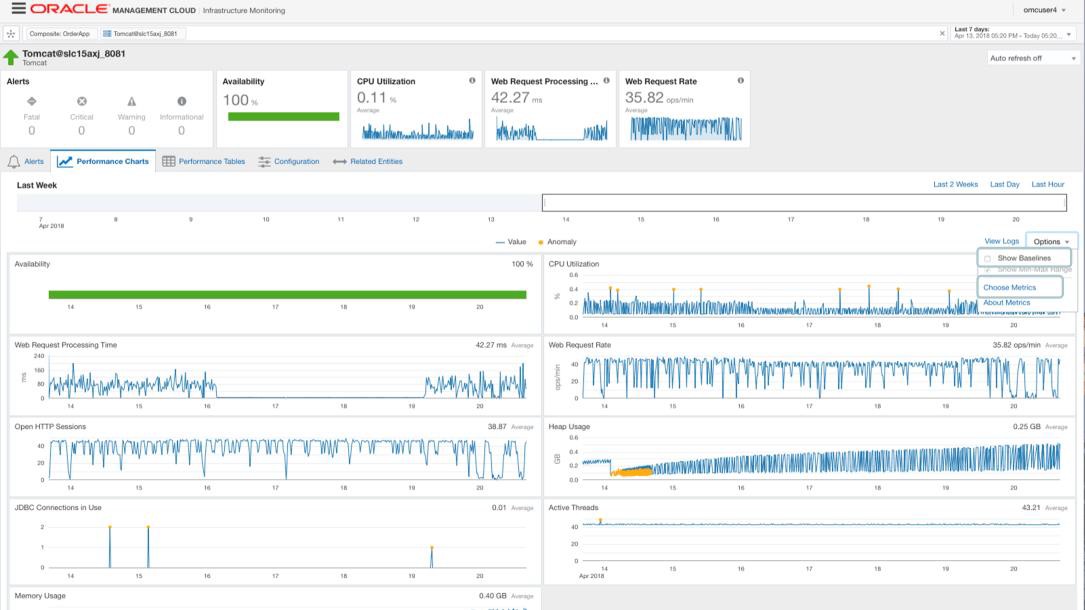 ORACLE MANAGEMENT CLOUD | Infrastructure Monitoring
omcuser4
Composite: OrderApp
Tomcat@slc15axj_8081
Last 7 days:
Apr 13, 2018 05:20 PM - Today 05:20...
Tomcat@slc15axj_8081
Tomcat
Auto refresh off
Alerts
Fatal Critical Warning Informational
0 0 0 0
Availability
100 %
CPU Utilization
0.11 %
Average
Web Request Processing ...
42.27 ms
Average
Web Request Rate
35.82 ops/min
Average
Alerts Performance Charts Performance Tables Configuration Related Entities
Last Week
Last 2 Weeks Last Day Last Hour
7 8 9 10 11 12 13 14 15 16 17 18 19 20
Apr 2018
Value Anomaly
View Logs Options
Show Baselines
Show Min-Max Range
Choose Metrics
About Metrics
Availability 100 %
14 15 16 17 18 19 20
CPU Utilization
%
0.6
0.4
0.2
0.0
14 15 16 17 18 19 20
Web Request Processing Time 42.27 ms Average
ms
240
160
80
0
14 15 16 17 18 19 20
Web Request Rate 35.82 ops/min Average
ops/min
40
20
0
14 15 16 17 18 19 20
Open HTTP Sessions 38.87 Average
40
20
0
14 15 16 17 18 19 20
Heap Usage 0.25 GB Average
GB
0.6
0.4
0.2
0.0
14 15 16 17 18 19 20
JDBC Connections in Use 0.01 Average
2
1
0
14 15 16 17 18 19 20
Active Threads 43.21 Average
40
20
0
14 15 16 17 18 19 20
Apr 2018
Memory Usage 0.40 GB Average